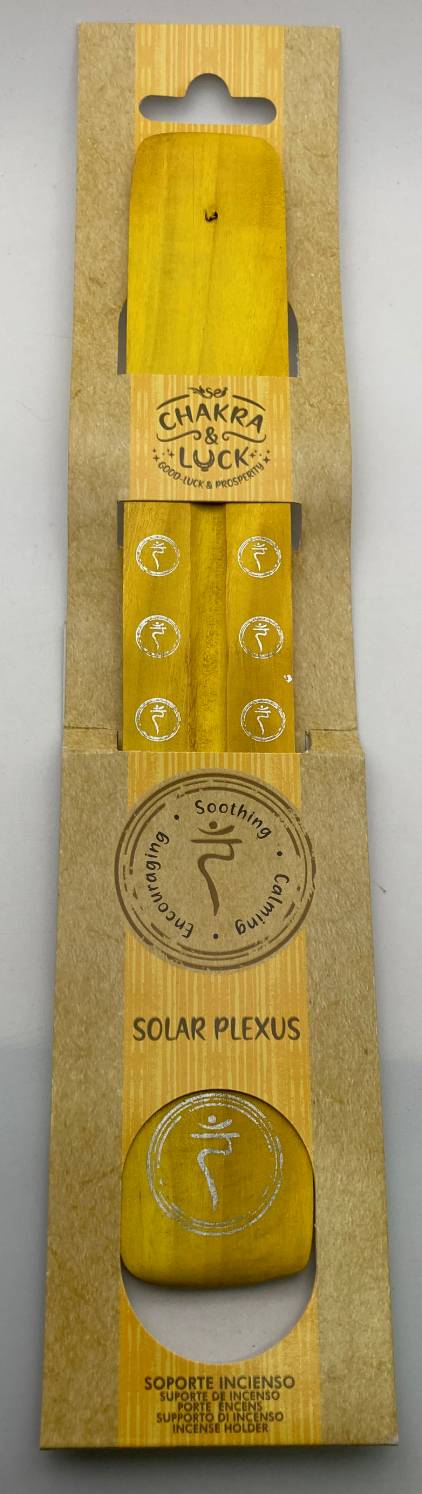 CHAKRA
&
LUCK
GOOD-LUCK & PROSPERITY
Soothing • Calming • Encouraging •
रं
SOLAR PLEXUS
रं
SOPORTE INCIENSO
SUPORTE DE INCENSO
PORTE ENCENS
SUPPORTO DI INCENSO
INCENSE HOLDER